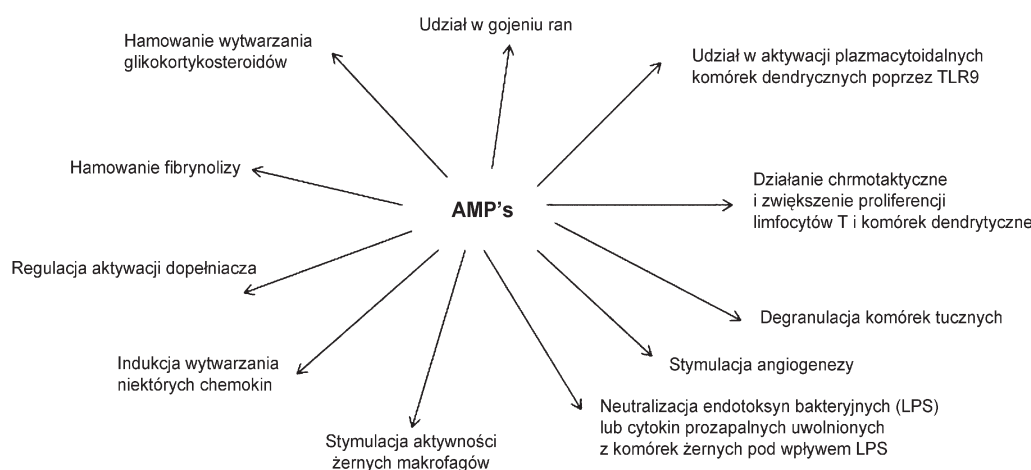 Udział w gojeniu ran
Hamowanie wytwarzania
glikokortykosteroidów
Udział w aktywacji plazmacytoidalnych
komórek dendrycznych poprzez TLR9
Hamowanie fibrynolizy
Działanie chrmotaktyczne
i zwiększenie proliferencji
limfocytów T i komórek dendrytyczne
AMP's
Regulacja aktywacji dopełniacza
Degranulacja komórek tucznych
Indukcja wytwarzania
niektórych chemokin
Stymulacja angiogenezy
Neutralizacja endotoksyn bakteryjnych (LPS)
lub cytokin prozapalnych uwolnionych
z komórek żernych pod wpływem LPS
Stymulacja aktywności
żernych makrofagów